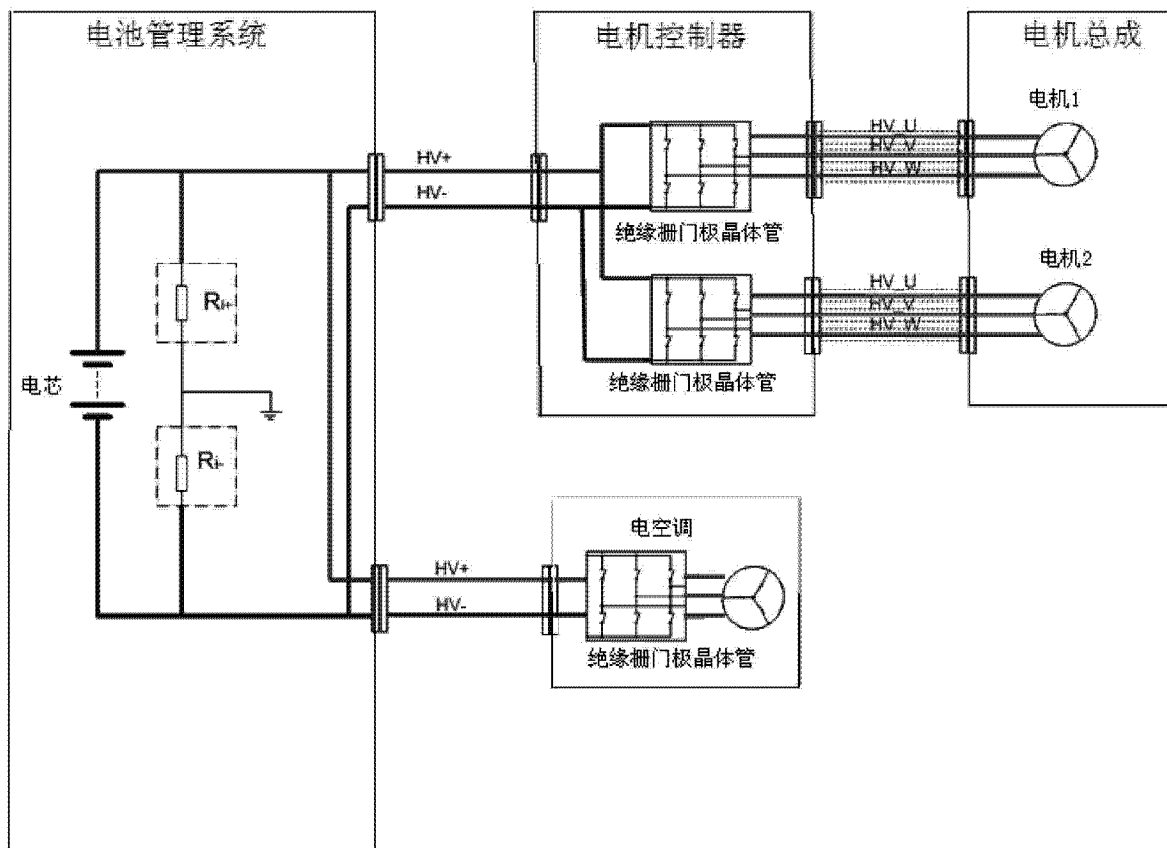 电池管理系统
电机控制器
电机总成
电机1
HV+
HV-
HV_U
HV_V
HV_W
绝缘栅门极晶体管
电机2
HV_U
HV_V
HV_W
绝缘栅门极晶体管
Ri+
电芯
Ri-
电空调
HV+
HV-
绝缘栅门极晶体管